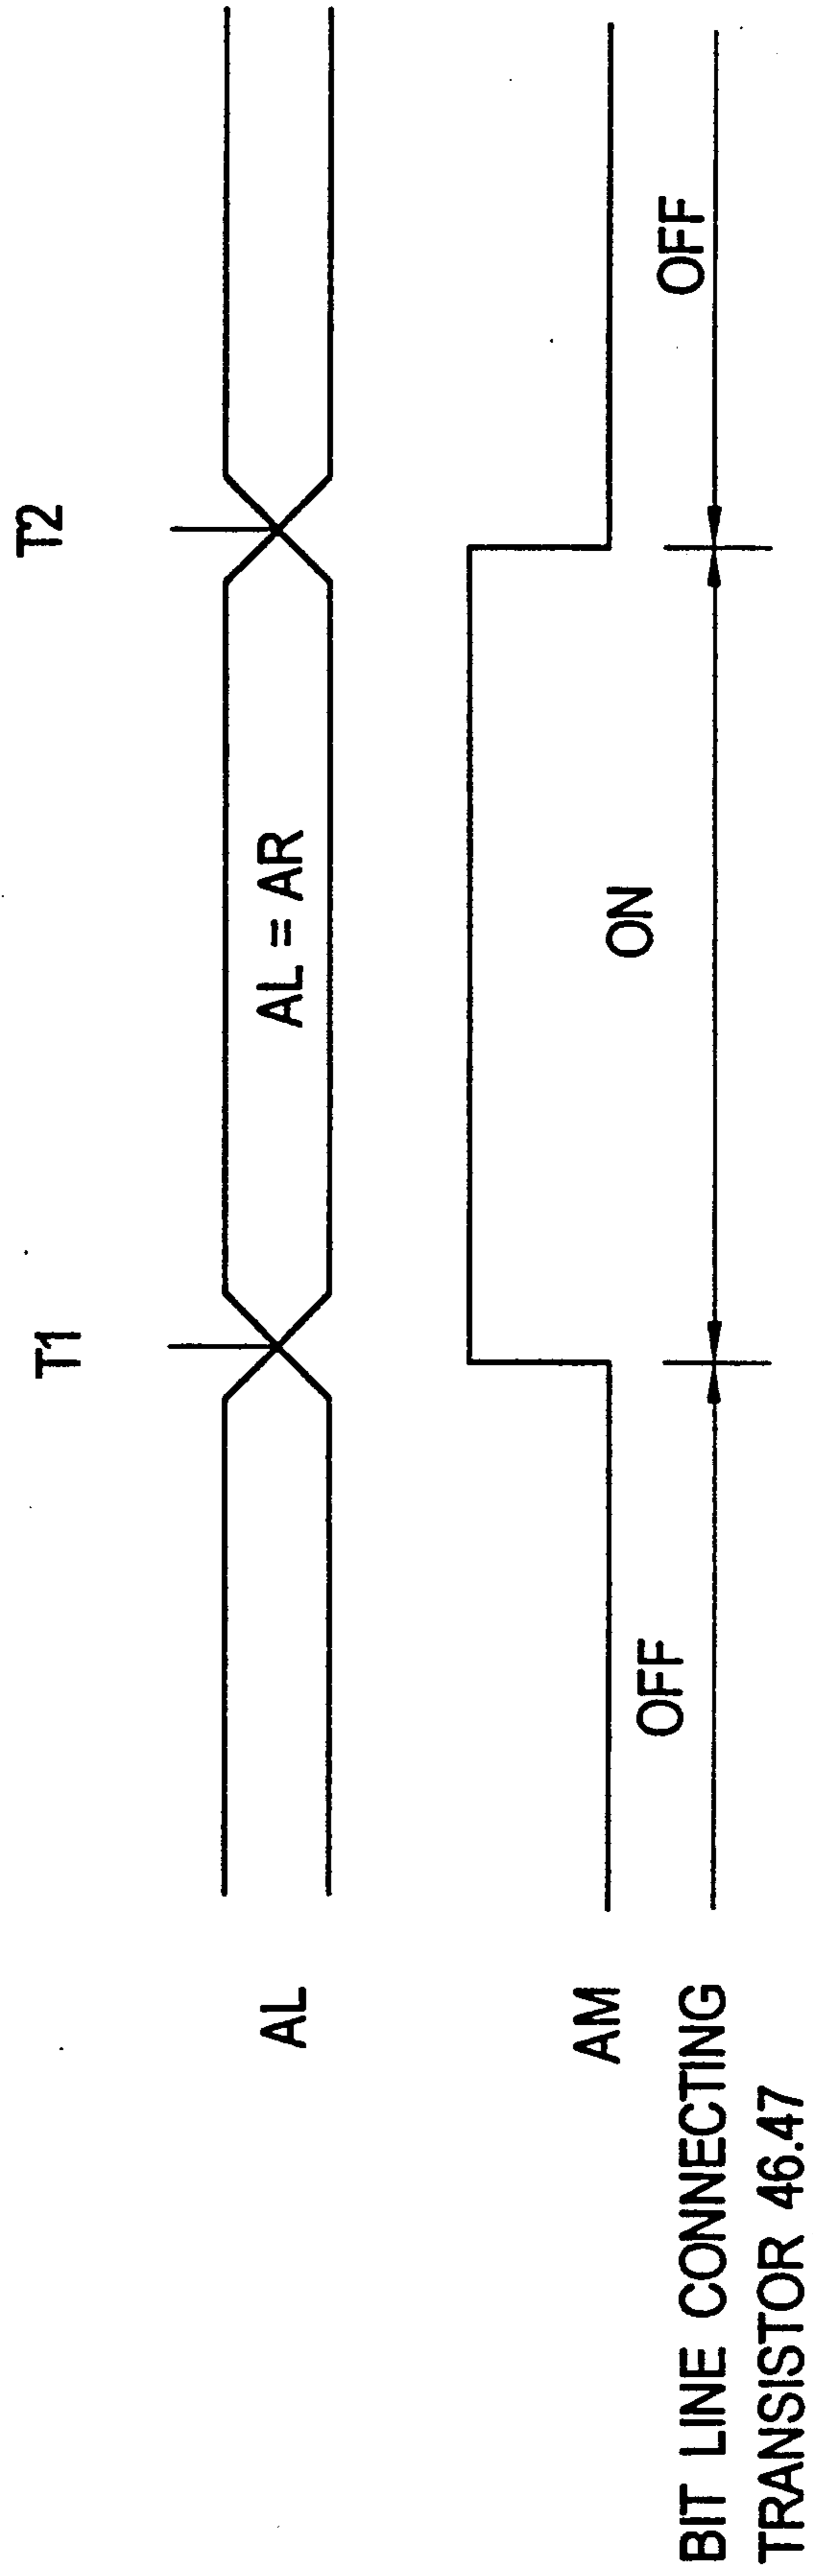 T1
T2
AL
AL = AR
AM
BIT LINE CONNECTING
TRANSISTOR 46.47
OFF
ON
OFF